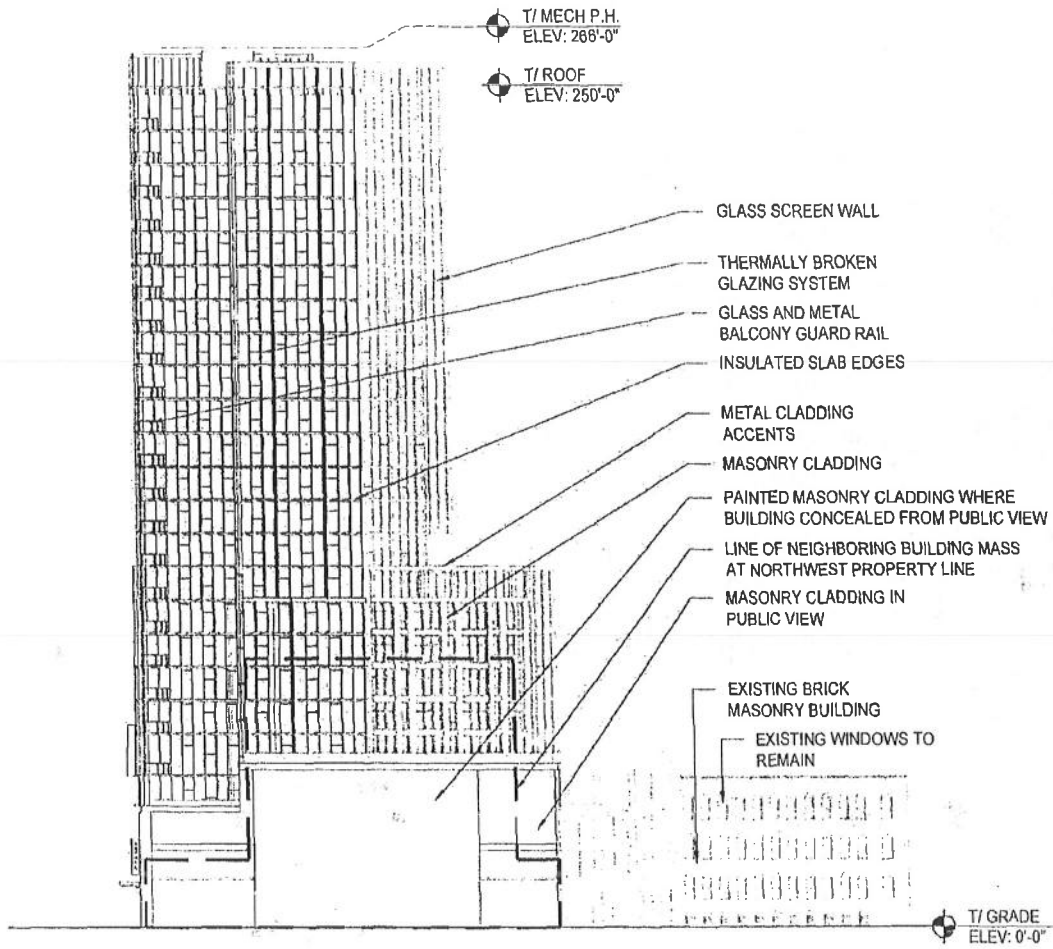 T/ MECH P.H.
ELEV: 266'-0"
T/ ROOF
ELEV: 250'-0"
GLASS SCREEN WALL
THERMALLY BROKEN
GLAZING SYSTEM
GLASS AND METAL
BALCONY GUARD RAIL
INSULATED SLAB EDGES
METAL CLADDING
ACCENTS
MASONRY CLADDING
PAINTED MASONRY CLADDING WHERE
BUILDING CONCEALED FROM PUBLIC VIEW
LINE OF NEIGHBORING BUILDING MASS
AT NORTHWEST PROPERTY LINE
MASONRY CLADDING IN
PUBLIC VIEW
EXISTING BRICK
MASONRY BUILDING
EXISTING WINDOWS TO
REMAIN
T/ GRADE
ELEV: 0'-0"